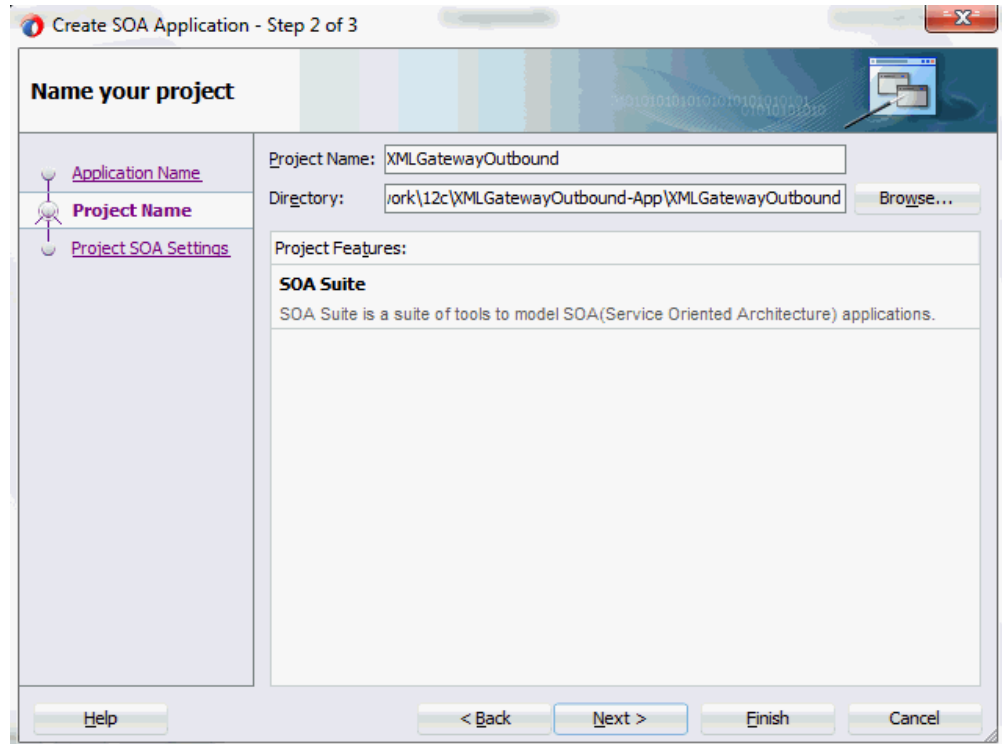 Create SOA Application - Step 2 of 3
X
Name your project
Application Name
Project Name
Project SOA Settings
Project Name: XMLGatewayOutbound
Directory: \12c\XMLGatewayOutbound-App\XMLGatewayOutbound Browse...
Project Features:
SOA Suite
SOA Suite is a suite of tools to model SOA(Service Oriented Architecture) applications.
Help < Back Next > Finish Cancel